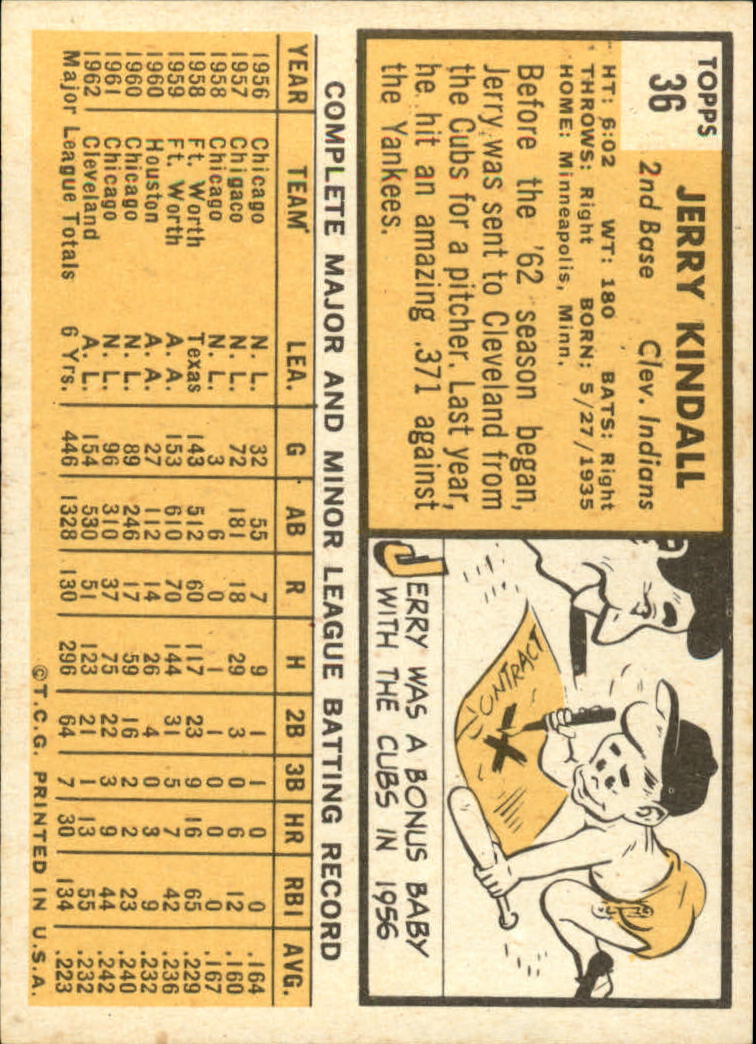 TOPPS
36
JERRY KINDALL
2nd Base Clev. Indians
HT: 6:02 WT: 180 BATS: Right
THROWS: Right BORN: 5/27/1935
HOME: Minneapolis, Minn.
Before the '62 season began,
Jerry was sent to Cleveland from
the Cubs for a pitcher. Last year,
he hit an amazing .371 against
the Yankees.
CONTRACT
X
JERRY WAS A BONUS BABY
WITH THE CUBS IN 1956
COMPLETE MAJOR AND MINOR LEAGUE BATTING RECORD
YEAR TEAM LEA. G AB R H 2B 3B HR RBI AVG.
1956 Chicago N. L. 32 55 7 9 1 1 0 0 .164
1957 Chigaco N. L. 72 181 18 29 3 0 6 12 .160
1958 Chicago N. L. 3 6 0 1 1 0 0 0 .167
1958 Ft. Worth Texas 143 512 60 117 23 9 16 65 .229
1959 Ft. Worth A. A. 153 610 70 144 31 5 7 42 .236
1960 Houston A. A. 27 112 14 26 4 0 3 9 .232
1960 Chicago N. L. 89 246 17 59 16 2 2 23 .240
1961 Chicago N. L. 96 310 37 75 22 3 9 44 .242
1962 Cleveland A. L. 154 530 51 123 21 1 13 55 .232
Major League Totals 6 Yrs. 446 1328 130 296 64 7 30 134 .223
©T.C.G. PRINTED IN U.S.A.